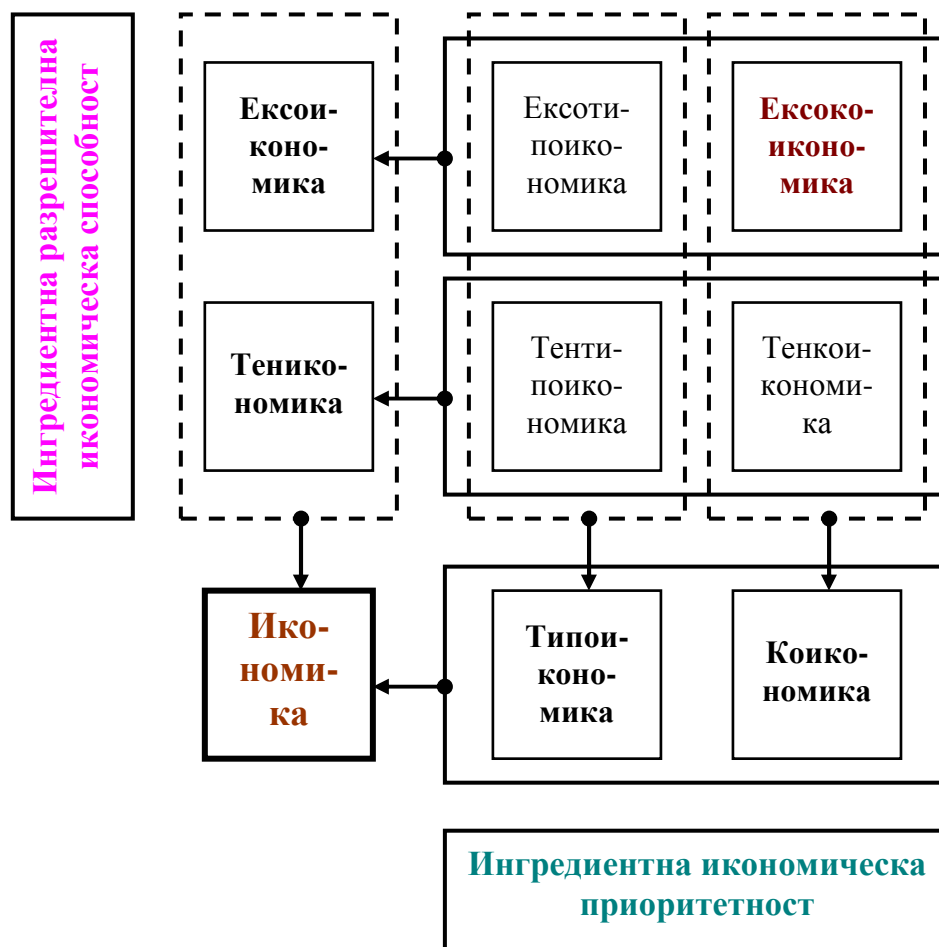 Ингредиентна разрешителна
икономическа способност
Ексои-
коно-
мика
Ексоти-
поико-
номика
Ексоко-
иконо-
мика
Тенико-
номика
Тенти-
поико-
номика
Тенкои-
кономи-
ка
Ико-
номи-
ка
Типои-
коно-
мика
Коико-
номика
Ингредиентна икономическа
приоритетност